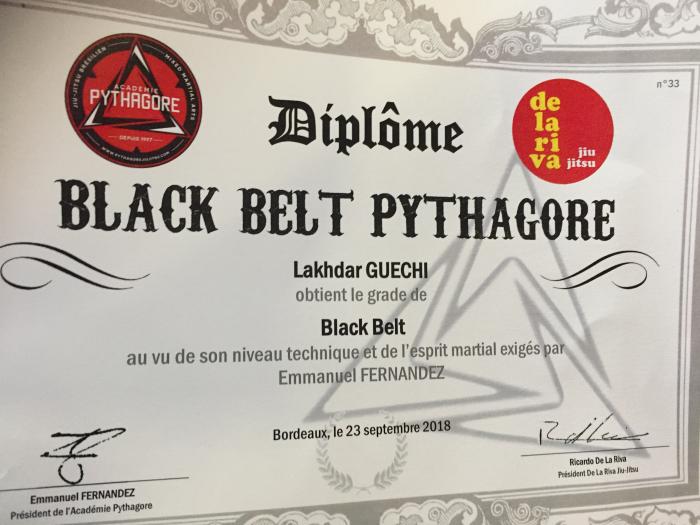 JIU-JITSU BRÉSILIEN
MIXED MARTIAL ARTS
ACADEMIE
PYTHAGORE
DEPUIS 1997
WWW.PYTHAGOREJIUJITSU.COM
n°33
Diplôme
de
la
ri
va
jiu
jitsu
BLACK BELT PYTHAGORE
Lakhdar GUECHI
obtient le grade de
Black Belt
au vu de son niveau technique et de l'esprit martial exigés par
Emmanuel FERNANDEZ
Bordeaux, le 23 septembre 2018
Emmanuel FERNANDEZ
Président de l'Académie Pythagore
Ricardo De La Riva
Président De La Riva Jiu-Jitsu